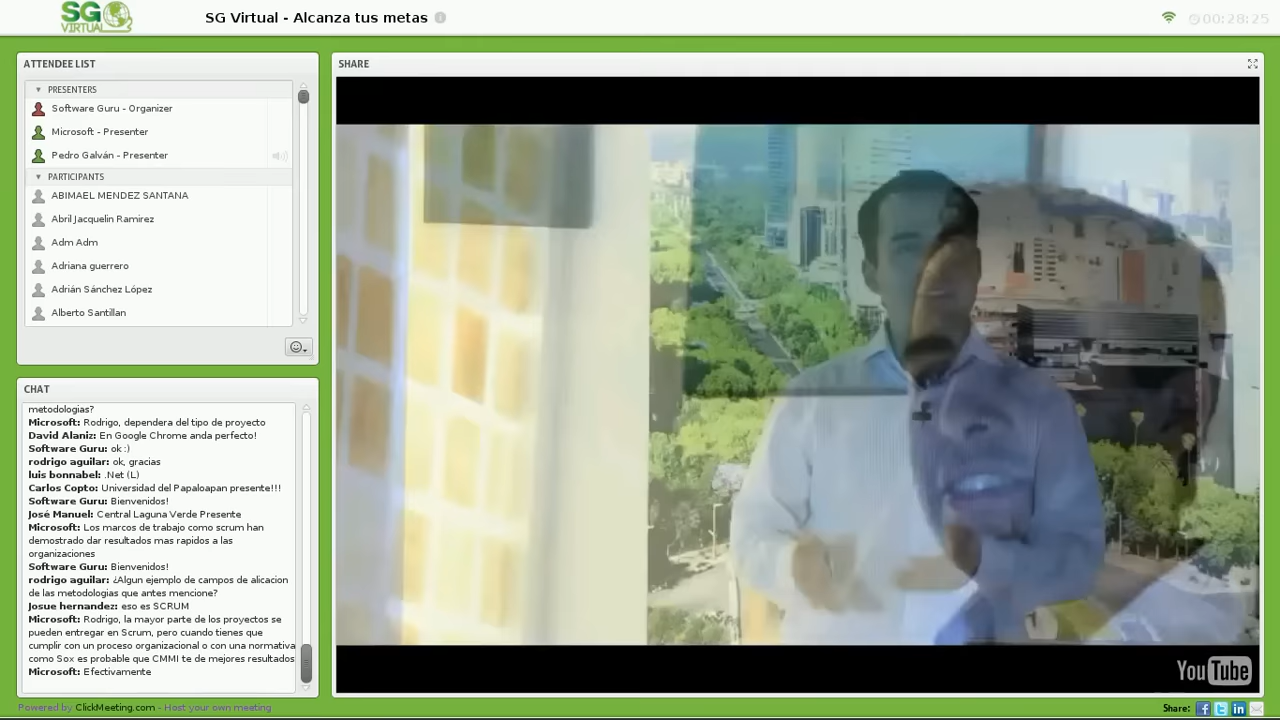 SG
VIRTUAL
SG Virtual - Alcanza tus metas
00:28:25
ATTENDEE LIST
PRESENTERS
Software Guru - Organizer
Microsoft - Presenter
Pedro Galván - Presenter
PARTICIPANTS
ABIMAEL MENDEZ SANTANA
Abril Jacquelin Ramirez
Adm Adm
Adriana guerrero
Adrián Sánchez López
Alberto Santillan
CHAT
metodologias?
Microsoft: Rodrigo, dependera del tipo de proyecto
David Alaniz: En Google Chrome anda perfecto!
Software Guru: ok :)
rodrigo aguilar: ok, gracias
luis bonnabel: .Net (L)
Carlos Copto: Universidad del Papaloapan presente!!!
Software Guru: Bienvenidos!
José Manuel: Central Laguna Verde Presente
Microsoft: Los marcos de trabajo como scrum han
demostrado dar resultados mas rapidos a las
organizaciones
Software Guru: Bienvenidos!
rodrigo aguilar: ¿Algun ejemplo de campos de alicacion
de las metodologias que antes mencione?
Josue hernandez: eso es SCRUM
Microsoft: Rodrigo, la mayor parte de los proyectos se
pueden entregar en Scrum, pero cuando tienes que
cumplir con un proceso organizacional o con una normativa
como Sox es probable que CMMI te de mejores resultados
Microsoft: Efectivamente
SHARE
YouTube
Powered by ClickMeeting.com - Host your own meeting
Share: